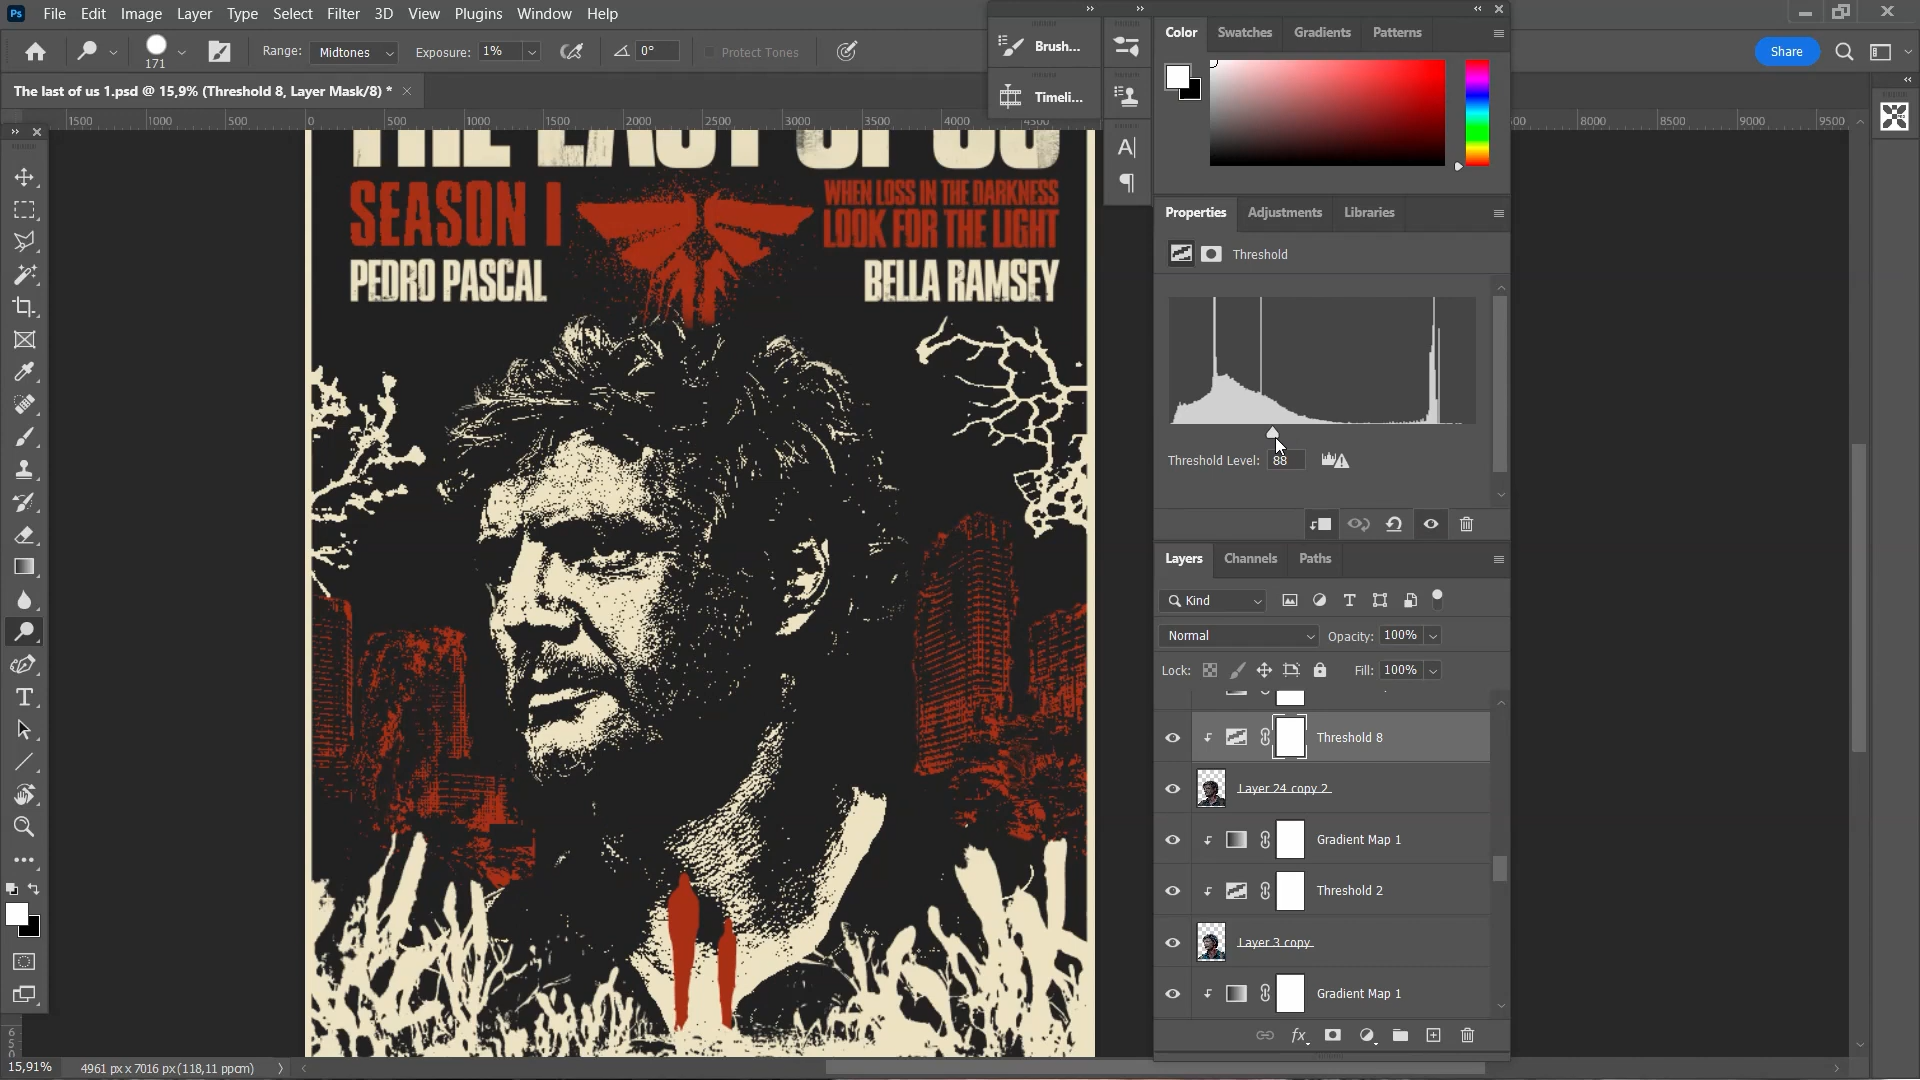 File Edit Image Layer Type Select Filter 3D View Plugins Window Help
171
Range: Midtones Exposure: 1% 0° Protect Tones
Share
The last of us 1.psd @ 15,9% (Threshold 8, Layer Mask/8) *
1500 1000 500 0 500 1000 1500 2000 2500 3000 3500 4000 4500
8000 8500 9000 9500
Brush...
Timeli...
Color Swatches Gradients Patterns
Properties Adjustments Libraries
Threshold
Threshold Level: 88
Layers Channels Paths
Kind
Normal Opacity: 100%
Lock: Fill: 100%
Threshold 8
Layer 24 copy 2
Gradient Map 1
Threshold 2
Layer 3 copy
Gradient Map 1
THE LAST OF US
SEASON I
WHEN LOSS IN THE DARKNESS
LOOK FOR THE LIGHT
PEDRO PASCAL
BELLA RAMSEY
15,91% 4961 px x 7016 px (118,11 ppcm)